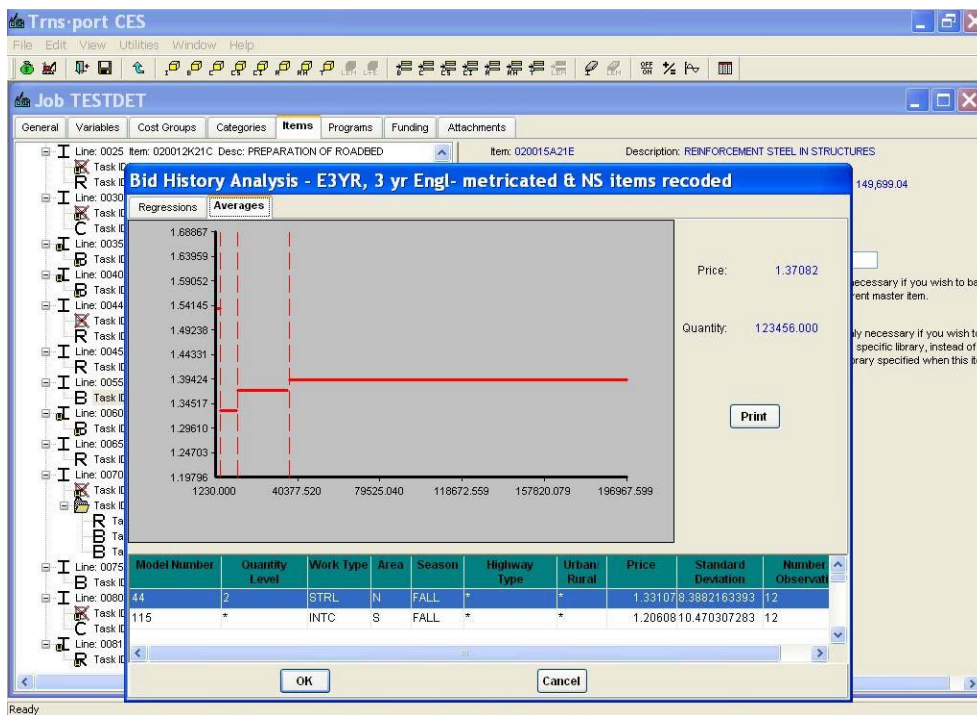 Trns·port CES
File Edit View Utilities Window Help
Job TESTDET
General Variables Cost Groups Categories Items Programs Funding Attachments
Line: 0025 Item: 020012K21C Desc: PREPARATION OF ROADBED
Item: 020015A21E Description: REINFORCEMENT STEEL IN STRUCTURES
Task ID
R Task ID
Line: 0030
Task ID
C Task ID
Line: 0035
B Task ID
Line: 0040
B Task ID
Line: 0044
Task ID
R Task ID
Line: 0045
R Task ID
Line: 0055
B Task ID
Line: 0060
B Task ID
Line: 0065
R Task ID
Line: 0070
Task ID
Task ID
R Ta
B Ta
B Ta
Line: 0075
B Task ID
Line: 0080
Task ID
C Task ID
Line: 0081
R Task ID
149,699.04
necessary if you wish to ba
rent master item.
ly necessary if you wish to
specific library, instead of
rary specified when this it
Bid History Analysis - E3YR, 3 yr Engl- metricated & NS items recoded
Regressions Averages
1.68867
1.63959
1.59052
1.54145
1.49238
1.44331
1.39424
1.34517
1.29610
1.24703
1.19796
1230.000 40377.520 79525.040 118672.559 157820.079 196967.599
Price: 1.37082
Quantity: 123456.000
Print
Model Number Quantity Level Work Type Area Season Highway Type Urban/ Rural Price Standard Deviation Number Observati
44 2 STRL N FALL * * 1.33107 8.3882163393 12
115 * INTC S FALL * * 1.20608 10.470307283 12
OK Cancel
Ready